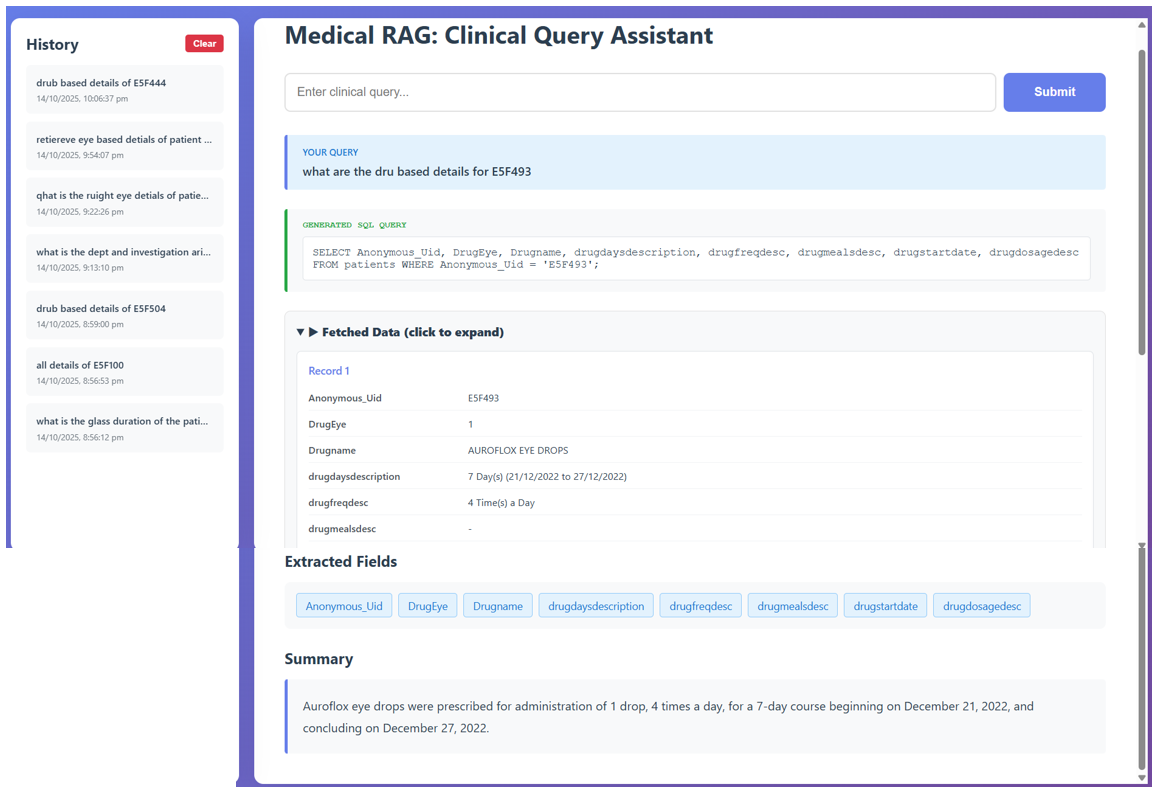 History
Clear
drub based details of E5F444
14/10/2025, 10:06:37 pm
retiereve eye based detials of patient ...
14/10/2025, 9:54:07 pm
qhat is the ruight eye detials of patie...
14/10/2025, 9:22:26 pm
what is the dept and investigation ari...
14/10/2025, 9:13:10 pm
drub based details of E5F504
14/10/2025, 8:59:00 pm
all details of E5F100
14/10/2025, 8:56:53 pm
what is the glass duration of the pati...
14/10/2025, 8:56:12 pm
Medical RAG: Clinical Query Assistant
Enter clinical query...
Submit
YOUR QUERY
what are the dru based details for E5F493
GENERATED SQL QUERY
SELECT Anonymous_Uid, DrugEye, Drugname, drugdaysdescription, drugfreqdesc, drugmealsdesc, drugstartdate, drugdosagedesc
FROM patients WHERE Anonymous_Uid = 'E5F493';
▼ ▶ Fetched Data (click to expand)
Record 1
Anonymous_Uid E5F493
DrugEye 1
Drugname AUROFLOX EYE DROPS
drugdaysdescription 7 Day(s) (21/12/2022 to 27/12/2022)
drugfreqdesc 4 Time(s) a Day
drugmealsdesc -
Extracted Fields
Anonymous_Uid DrugEye Drugname drugdaysdescription drugfreqdesc drugmealsdesc drugstartdate drugdosagedesc
Summary
Auroflox eye drops were prescribed for administration of 1 drop, 4 times a day, for a 7-day course beginning on December 21, 2022, and
concluding on December 27, 2022.